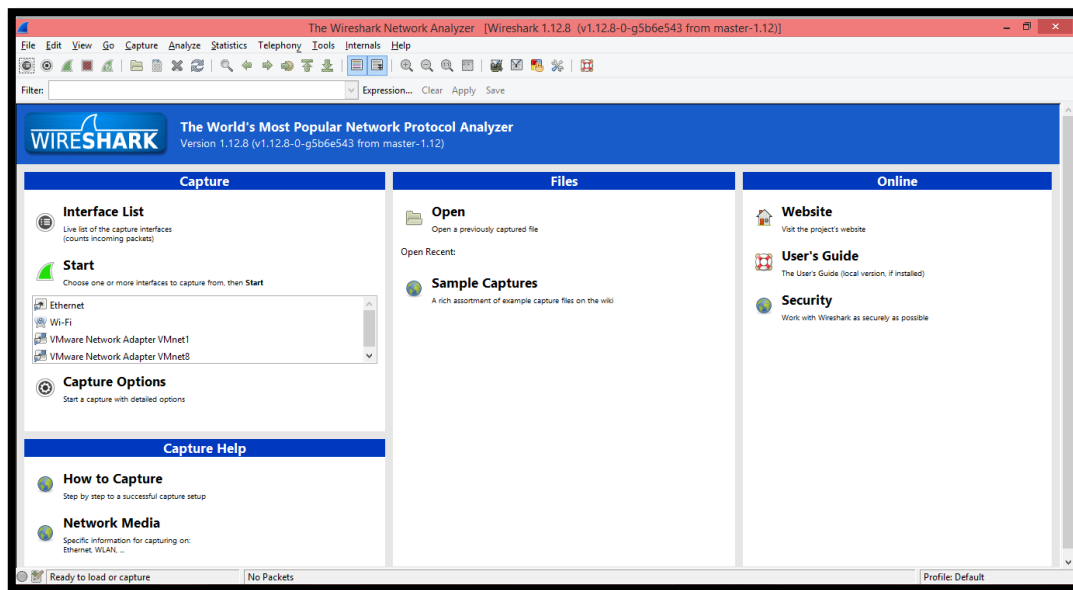 The Wireshark Network Analyzer [Wireshark 1.12.8 (v1.12.8-0-g5b6e543 from master-1.12)]
File Edit View Go Capture Analyze Statistics Telephony Tools Internals Help
Filter: Expression... Clear Apply Save
WIRESHARK
The World's Most Popular Network Protocol Analyzer
Version 1.12.8 (v1.12.8-0-g5b6e543 from master-1.12)
Capture
Interface List
Live list of the capture interfaces
(counts incoming packets)
Start
Choose one or more interfaces to capture from, then Start
Ethernet
Wi-Fi
VMware Network Adapter VMnet1
VMware Network Adapter VMnet8
Capture Options
Start a capture with detailed options
Capture Help
How to Capture
Step by step to a successful capture setup
Network Media
Specific information for capturing on:
Ethernet, WLAN, ...
Files
Open
Open a previously captured file
Open Recent:
Sample Captures
A rich assortment of example capture files on the wiki
Online
Website
Visit the project's website
User's Guide
The User's Guide (local version, if installed)
Security
Work with Wireshark as securely as possible
Ready to load or capture
No Packets
Profile: Default